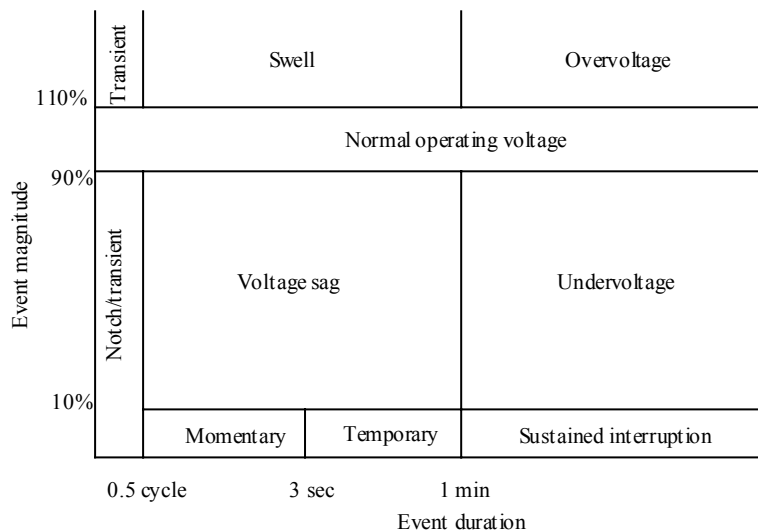 Transient
Swell
Overvoltage
110%
Normal operating voltage
90%
Event magnitude
Notch/transient
Voltage sag
Undervoltage
10%
Momentary
Temporary
Sustained interruption
0.5 cycle
3 sec
1 min
Event duration